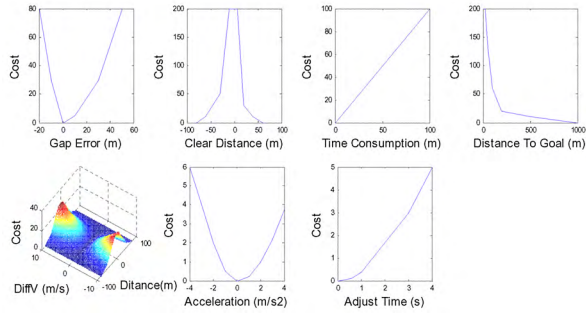 80
60
40
20
0
Cost
-20 0 20 40 60
Gap Error (m)
200
150
100
50
0
Cost
-100 -50 0 50 100
Clear Distance (m)
100
80
60
40
20
0
Cost
0 50 100
Time Consumption (m)
200
150
100
50
0
Cost
0 500 1000
Distance To Goal (m)
40
20
0
Cost
10 0 -10
DiffV (m/s)
-100 0 100
Ditance(m)
6
5
4
3
2
1
0
Cost
-4 -2 0 2 4
Acceleration (m/s2)
5
4
3
2
1
0
Cost
0 1 2 3 4
Adjust Time (s)